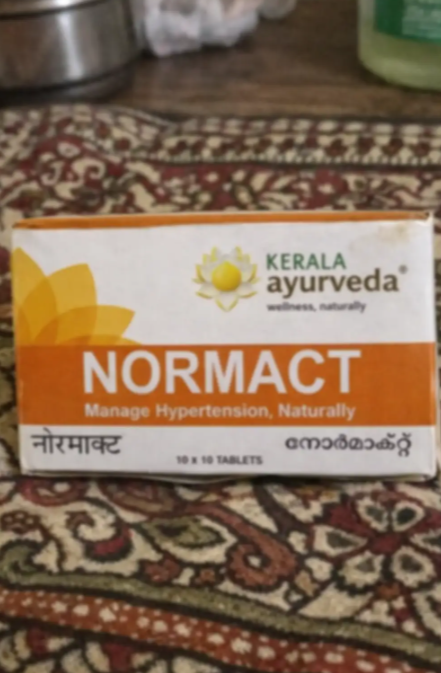 KERALA
ayurveda®
wellness, naturally
NORMACT
Manage Hypertension, Naturally
नोरमाक्ट
നോർമാക്റ്റ്
10 x 10 TABLETS